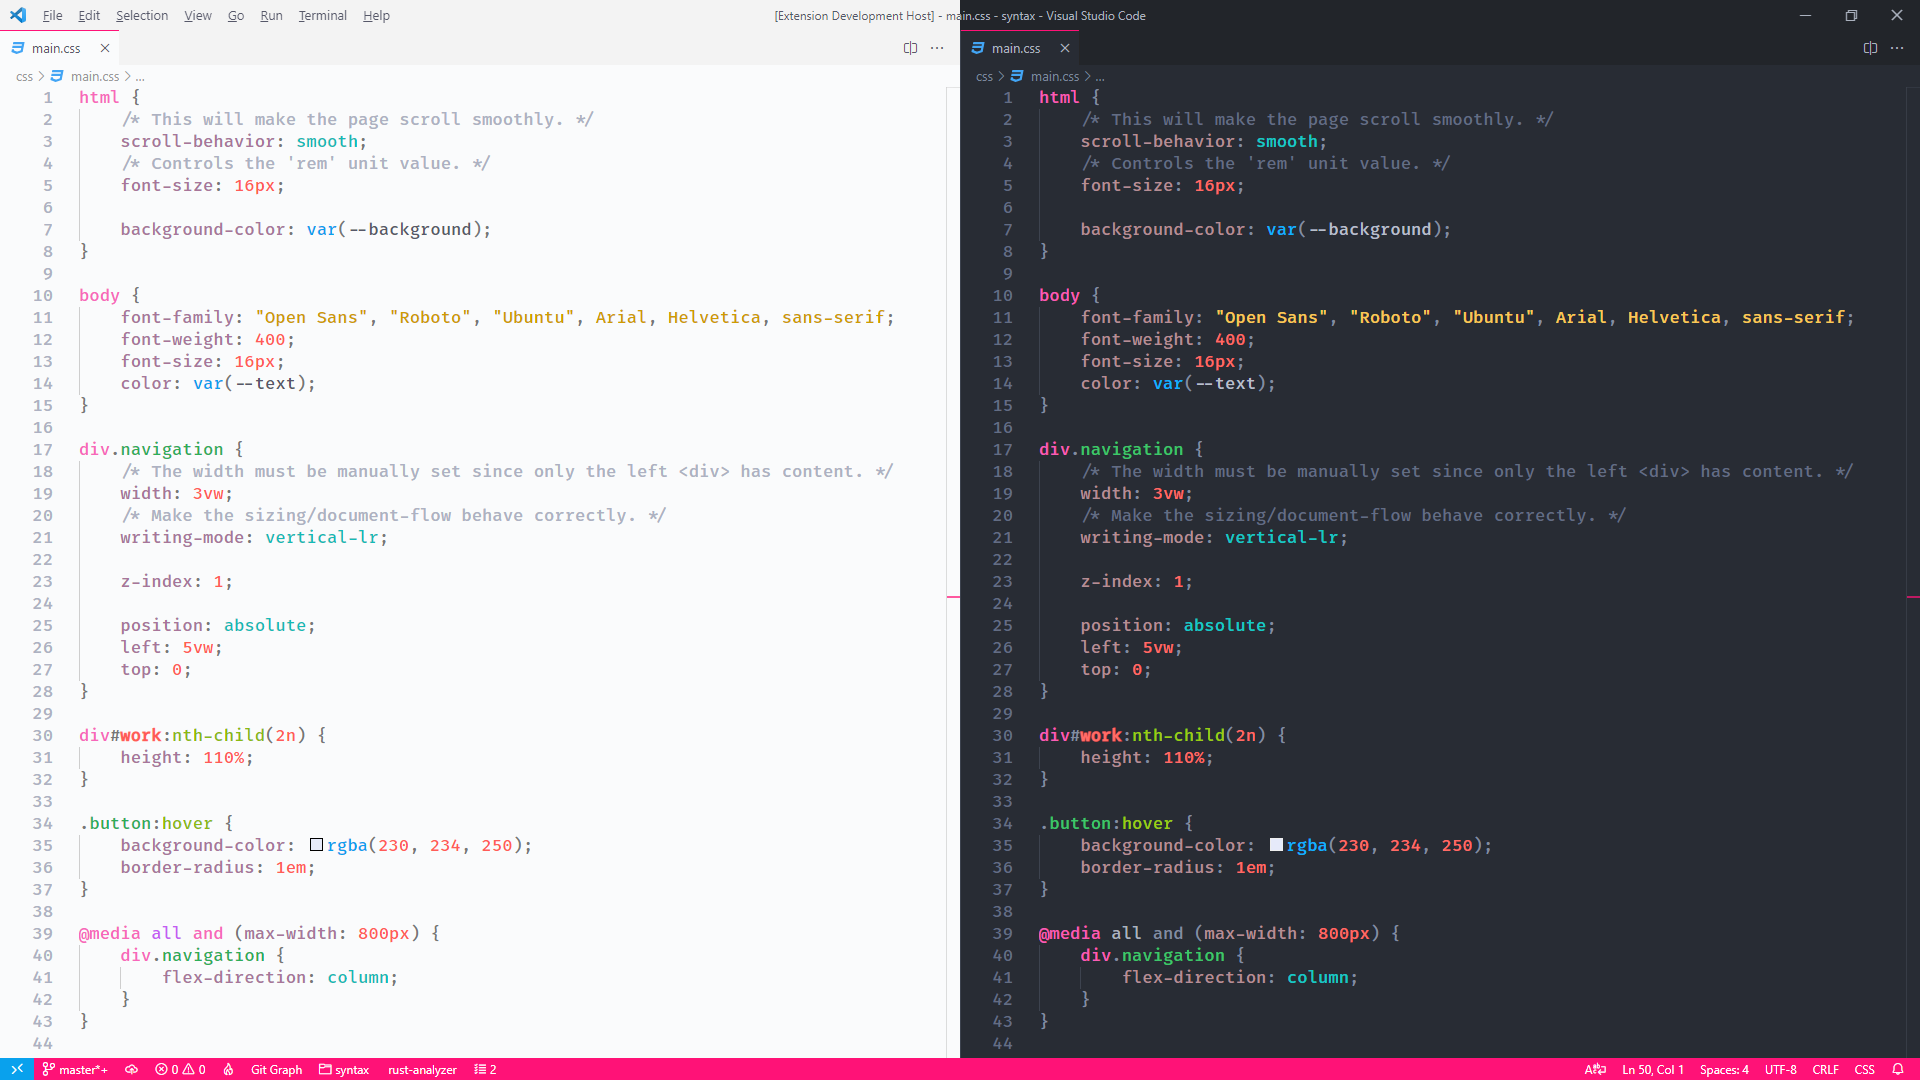 File Edit Selection View Go Run Terminal Help
[Extension Development Host] - main.css - syntax - Visual Studio Code
main.css
css > main.css > ...
1 html {
2 /* This will make the page scroll smoothly. */
3 scroll-behavior: smooth;
4 /* Controls the 'rem' unit value. */
5 font-size: 16px;
6
7 background-color: var(--background);
8 }
9
10 body {
11 font-family: "Open Sans", "Roboto", "Ubuntu", Arial, Helvetica, sans-serif;
12 font-weight: 400;
13 font-size: 16px;
14 color: var(--text);
15 }
16
17 div.navigation {
18 /* The width must be manually set since only the left <div> has content. */
19 width: 3vw;
20 /* Make the sizing/document-flow behave correctly. */
21 writing-mode: vertical-lr;
22
23 z-index: 1;
24
25 position: absolute;
26 left: 5vw;
27 top: 0;
28 }
29
30 div#work:nth-child(2n) {
31 height: 110%;
32 }
33
34 .button:hover {
35 background-color: rgba(230, 234, 250);
36 border-radius: 1em;
37 }
38
39 @media all and (max-width: 800px) {
40 div.navigation {
41 flex-direction: column;
42 }
43 }
44
main.css
css > main.css > ...
1 html {
2 /* This will make the page scroll smoothly. */
3 scroll-behavior: smooth;
4 /* Controls the 'rem' unit value. */
5 font-size: 16px;
6
7 background-color: var(--background);
8 }
9
10 body {
11 font-family: "Open Sans", "Roboto", "Ubuntu", Arial, Helvetica, sans-serif;
12 font-weight: 400;
13 font-size: 16px;
14 color: var(--text);
15 }
16
17 div.navigation {
18 /* The width must be manually set since only the left <div> has content. */
19 width: 3vw;
20 /* Make the sizing/document-flow behave correctly. */
21 writing-mode: vertical-lr;
22
23 z-index: 1;
24
25 position: absolute;
26 left: 5vw;
27 top: 0;
28 }
29
30 div#work:nth-child(2n) {
31 height: 110%;
32 }
33
34 .button:hover {
35 background-color: rgba(230, 234, 250);
36 border-radius: 1em;
37 }
38
39 @media all and (max-width: 800px) {
40 div.navigation {
41 flex-direction: column;
42 }
43 }
44
master*+ 0 0 Git Graph syntax rust-analyzer 2 Ln 50, Col 1 Spaces: 4 UTF-8 CRLF CSS